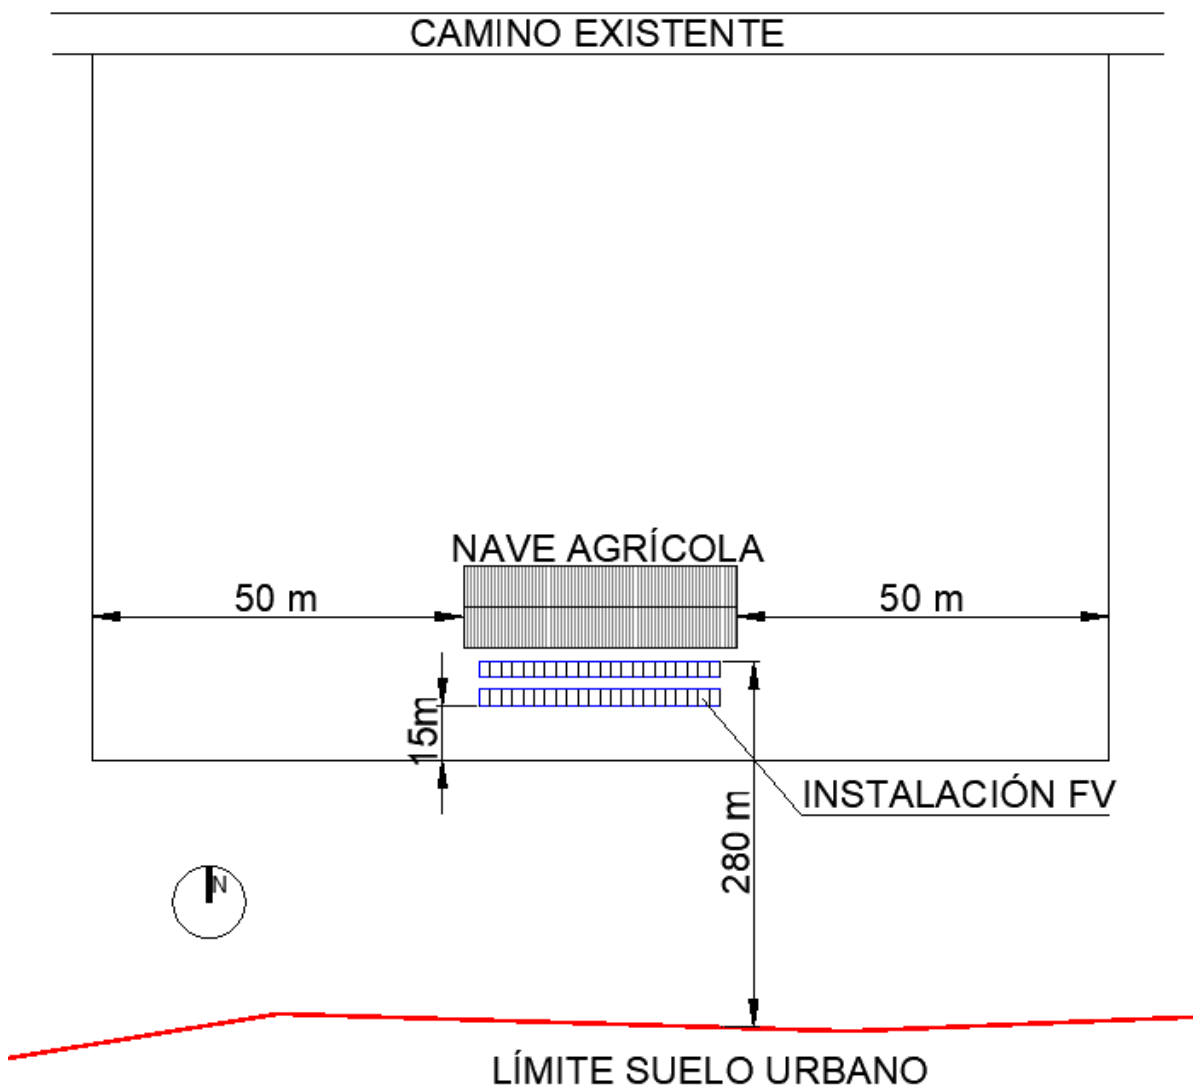 CAMINO EXISTENTE
NAVE AGRÍCOLA
50 m
50 m
15m
INSTALACIÓN FV
280 m
N
LÍMITE SUELO URBANO